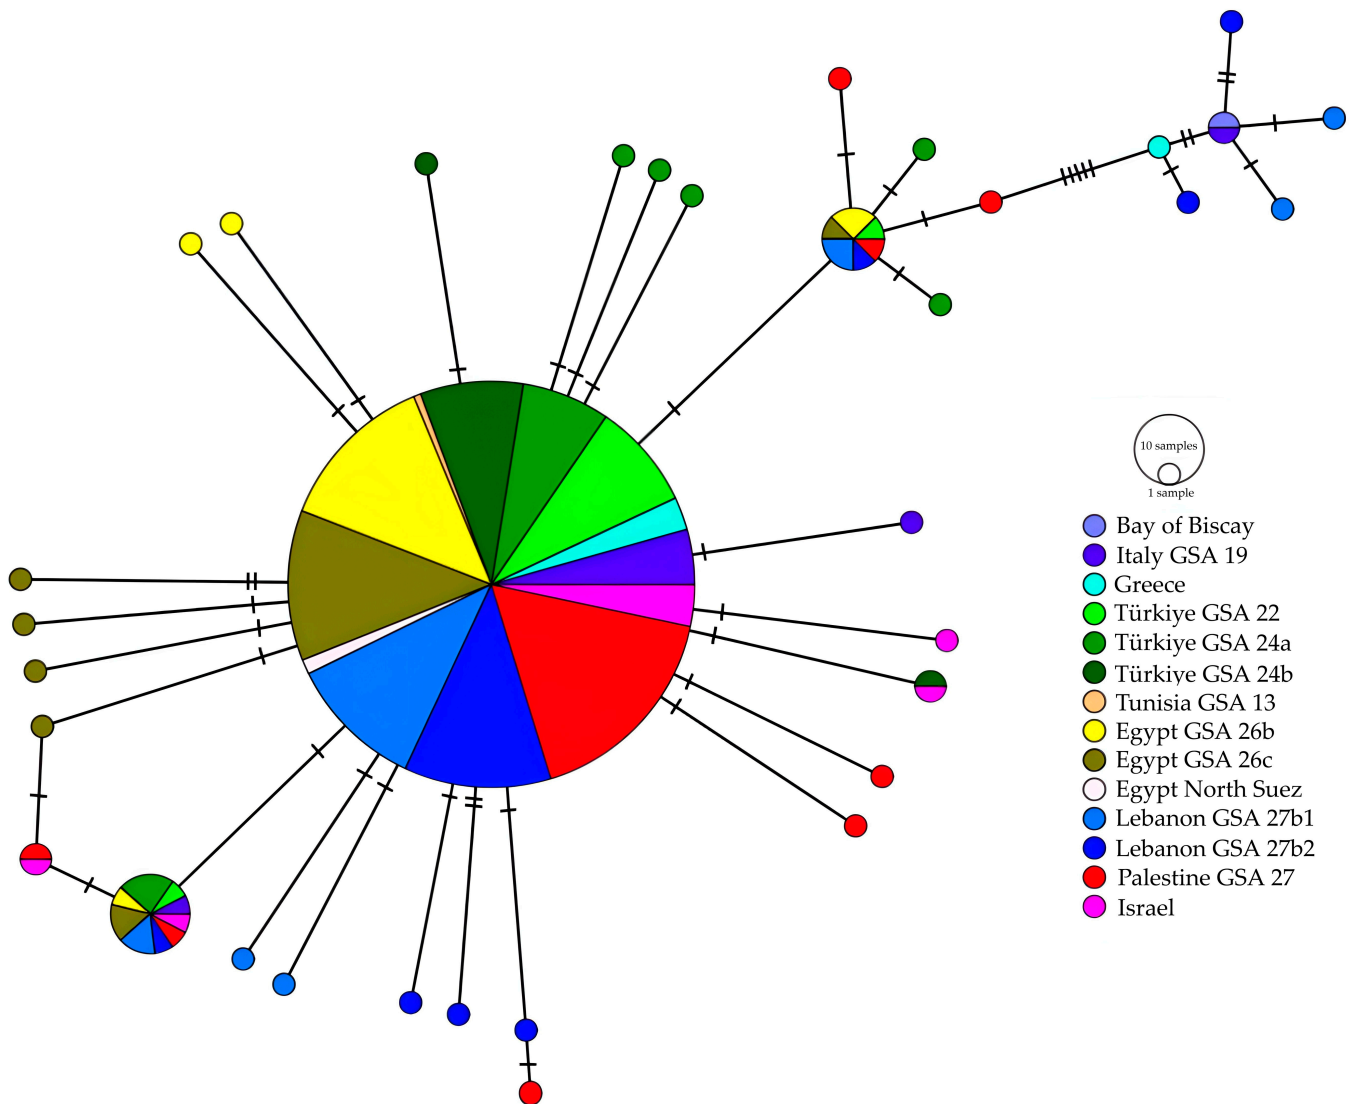 10 samples
1 sample
Bay of Biscay
Italy GSA 19
Greece
Türkiye GSA 22
Türkiye GSA 24a
Türkiye GSA 24b
Tunisia GSA 13
Egypt GSA 26b
Egypt GSA 26c
Egypt North Suez
Lebanon GSA 27b1
Lebanon GSA 27b2
Palestine GSA 27
Israel